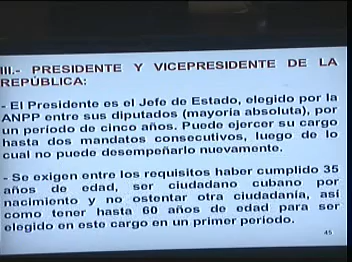 III.- PRESIDENTE Y VICEPRESIDENTE DE LA
REPÚBLICA:
- El Presidente es el Jefe de Estado, elegido por la
ANPP entre sus diputados (mayoría absoluta), por
un período de cinco años. Puede ejercer su cargo
hasta dos mandatos consecutivos, luego de lo
cual no puede desempeñarlo nuevamente.
- Se exigen entre los requisitos haber cumplido 35
años de edad, ser ciudadano cubano por
nacimiento y no ostentar otra ciudadanía, así
como tener hasta 60 años de edad para ser
elegido en este cargo en un primer período.
45